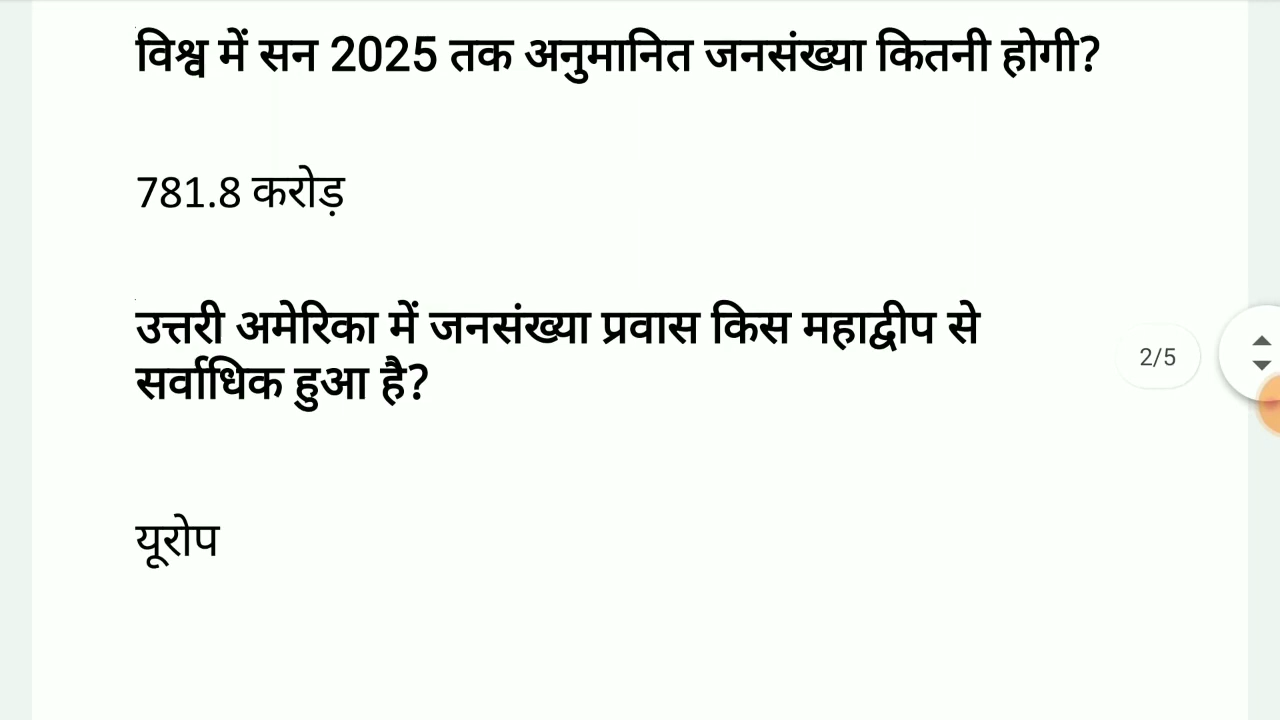 विश्व में सन 2025 तक अनुमानित जनसंख्या कितनी होगी?
781.8 करोड़
उत्तरी अमेरिका में जनसंख्या प्रवास किस महाद्वीप से
सर्वाधिक हुआ है?
2/5
यूरोप